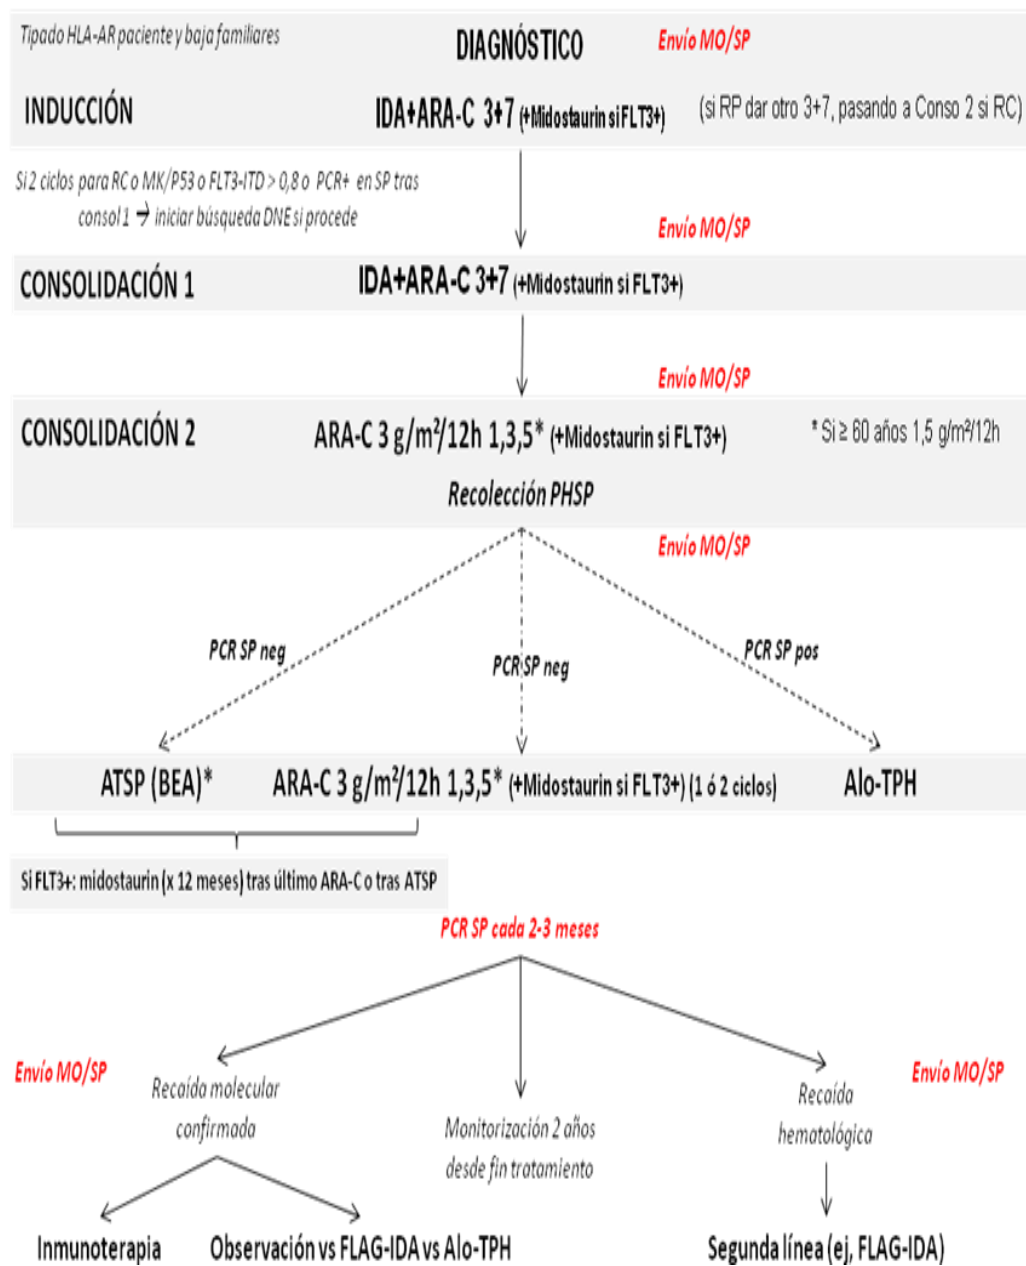 Tipado HLA-AR paciente y baja familiares
DIAGNÓSTICO
Envío MO/SP
INDUCCIÓN
IDA+ARA-C 3+7 (+Midostaurin si FLT3+)
(si RP dar otro 3+7, pasando a Conso 2 si RC)
Si 2 ciclos para RC o MK/P53 o FLT3-ITD > 0,8 o PCR+ en SP tras
consol 1 → iniciar búsqueda DNE si procede
Envío MO/SP
CONSOLIDACIÓN 1
IDA+ARA-C 3+7 (+Midostaurin si FLT3+)
Envío MO/SP
CONSOLIDACIÓN 2
ARA-C 3 g/m²/12h 1,3,5* (+Midostaurin si FLT3+)
* Si ≥ 60 años 1,5 g/m²/12h
Recolección PHSP
Envío MO/SP
PCR SP neg
PCR SP neg
PCR SP pos
ATSP (BEA)*
ARA-C 3 g/m²/12h 1,3,5* (+Midostaurin si FLT3+) (1 ó 2 ciclos)
Alo-TPH
Si FLT3+: midostaurin (x 12 meses) tras último ARA-C o tras ATSP
PCR SP cada 2-3 meses
Envío MO/SP
Recaída molecular
confirmada
Monitorización 2 años
desde fin tratamiento
Recaída
hematológica
Envío MO/SP
Inmunoterapia
Observación vs FLAG-IDA vs Alo-TPH
Segunda línea (ej, FLAG-IDA)